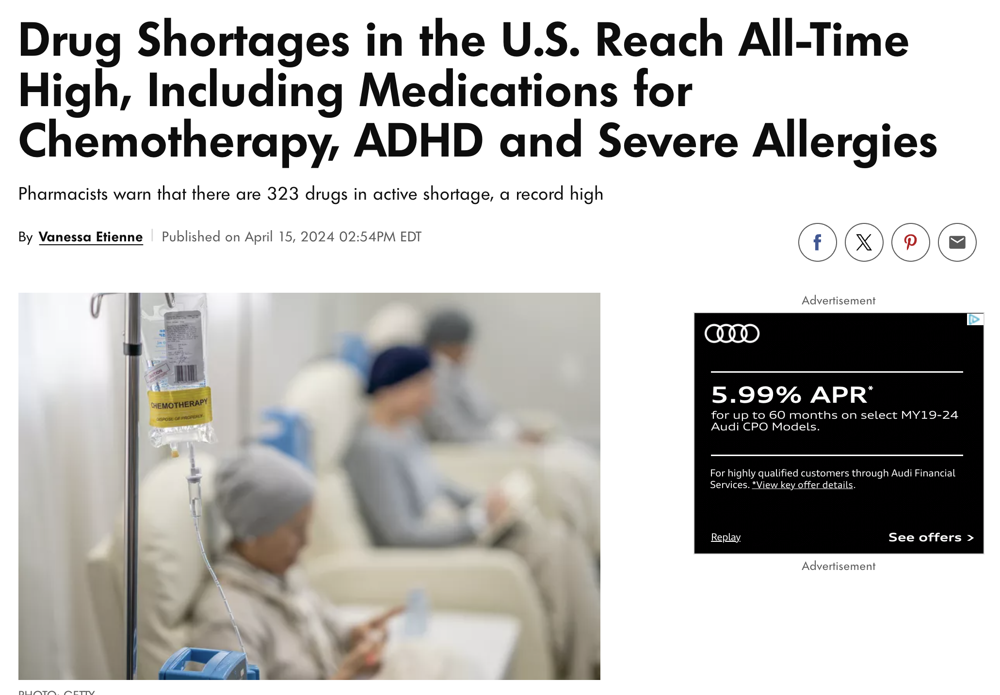 Drug Shortages in the U.S. Reach All-Time
High, Including Medications for
Chemotherapy, ADHD and Severe Allergies
Pharmacists warn that there are 323 drugs in active shortage, a record high
By Vanessa Etienne | Published on April 15, 2024 02:54PM EDT
CAUTION
CHEMOTHERAPY
DISPOSE OF PROPERLY
PHOTO: GETTY
Advertisement
5.99% APR*
for up to 60 months on select MY19-24
Audi CPO Models.
For highly qualified customers through Audi Financial
Services. *View key offer details.
Replay
See offers >
Advertisement